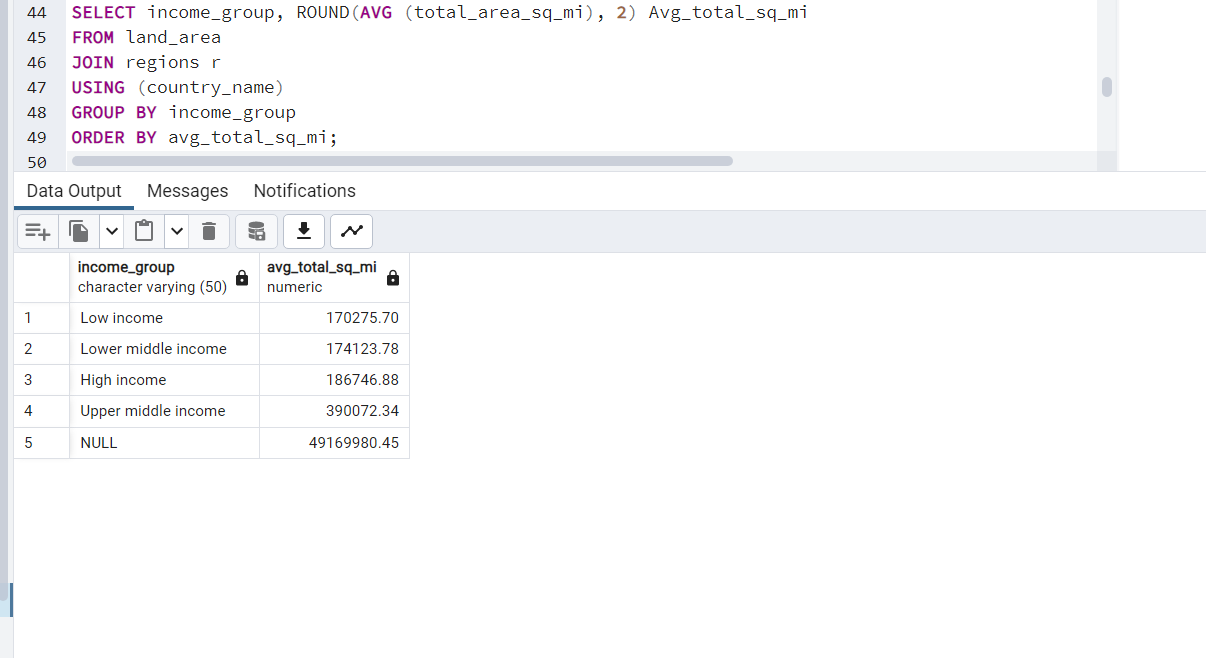 44 SELECT income_group, ROUND(AVG (total_area_sq_mi), 2) Avg_total_sq_mi
45 FROM land_area
46 JOIN regions r
47 USING (country_name)
48 GROUP BY income_group
49 ORDER BY avg_total_sq_mi;
50
Data Output Messages Notifications
income_group avg_total_sq_mi
character varying (50) numeric
1 Low income 170275.70
2 Lower middle income 174123.78
3 High income 186746.88
4 Upper middle income 390072.34
5 NULL 49169980.45